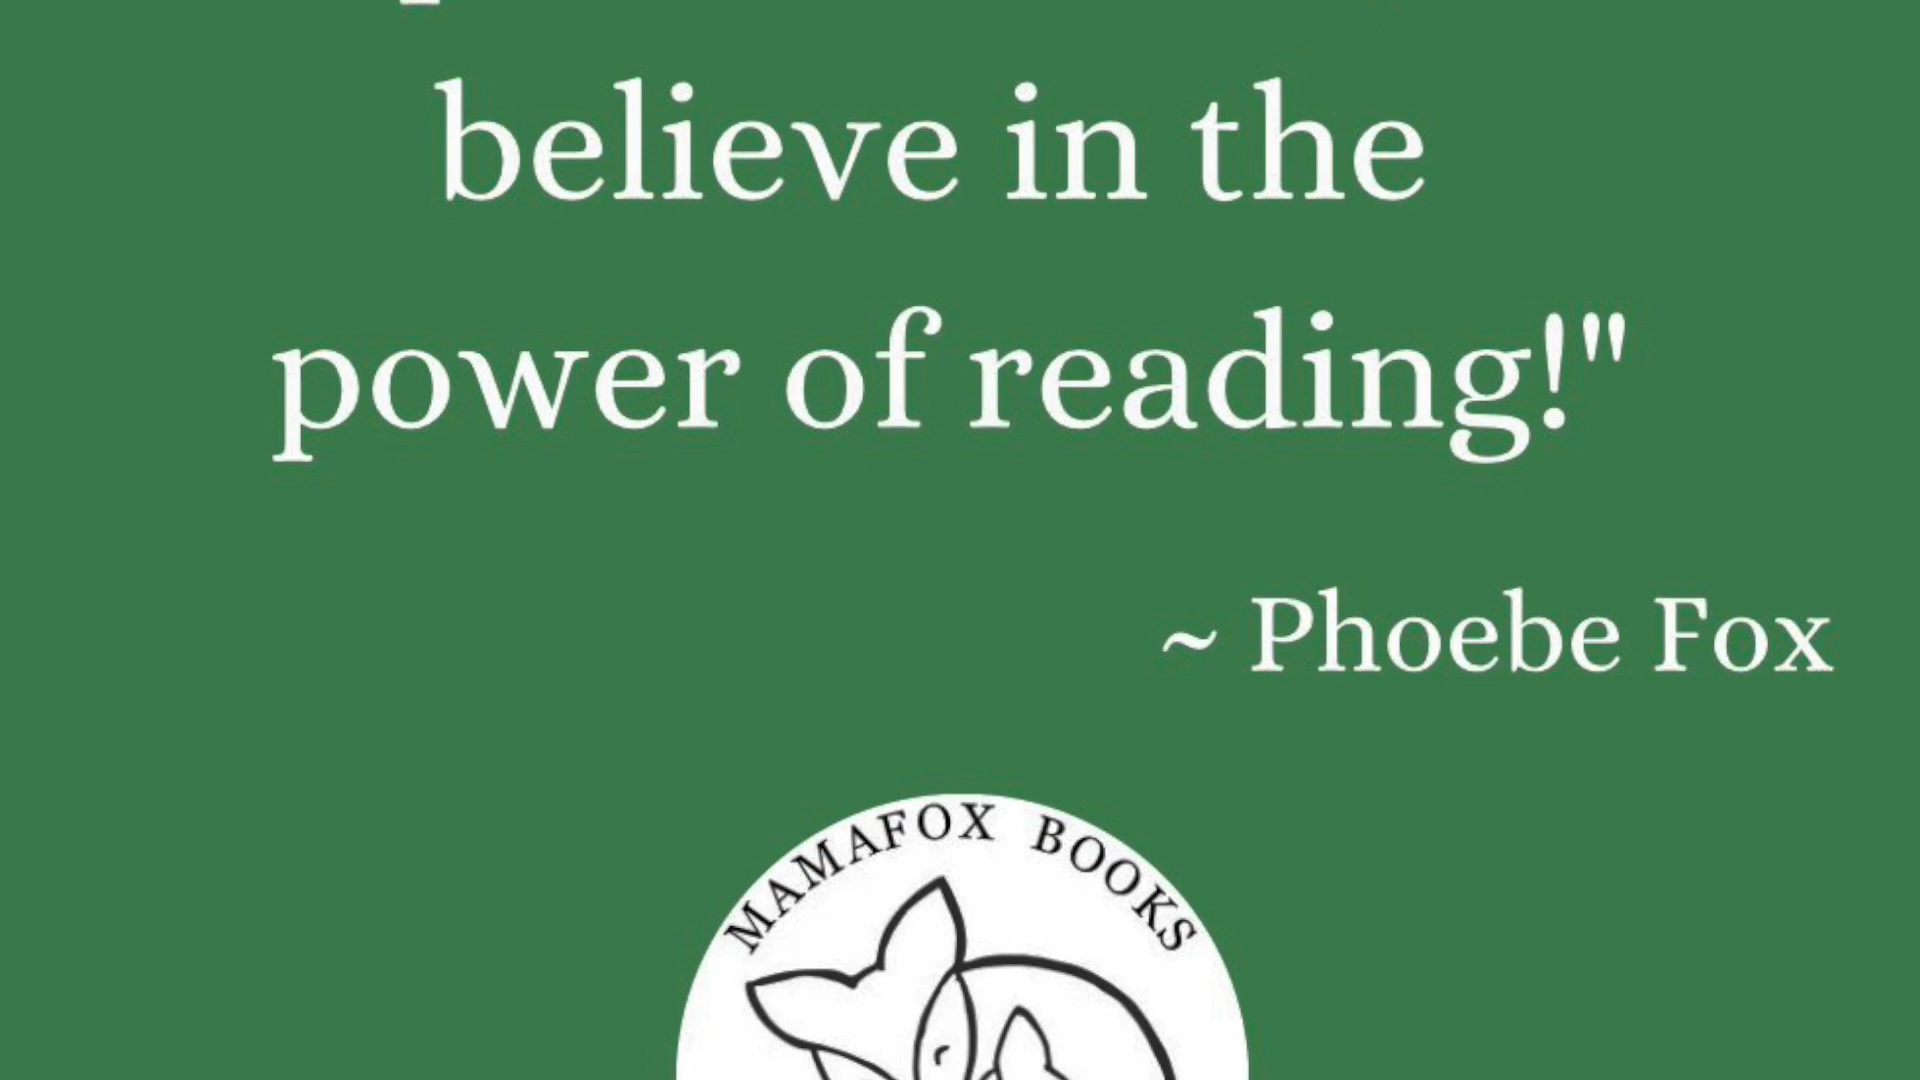 believe in the
power of reading!"
~ Phoebe Fox
MAMAFOX BOOKS